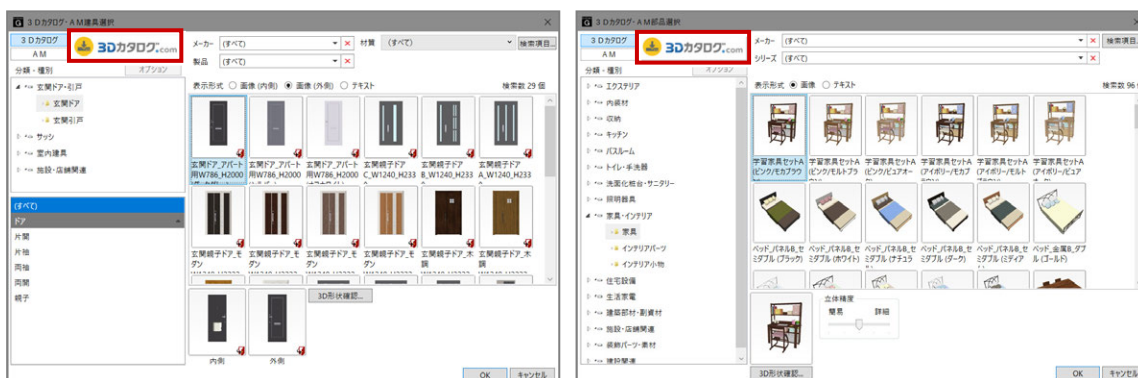 3Dカタログ-AM建具選択
3Dカタログ
AM
3Dカタログ.com
メーカー (すべて)
材質 (すべて)
検索項目...
製品 (すべて)
分類・種別
オプション
表示形式 画像(内側) 画像(外側) テキスト
検索数 29 個
玄関ドア・引戸
玄関ドア
玄関引戸
サッシ
室内建具
施設・店舗関連
(すべて)
ドア
片開
片袖
両袖
両開
親子
玄関ドア_アパート用W786_H2000
玄関ドア_アパート用W786_H2000
玄関ドア_アパート用W786_H2000
玄関親子ドアC_W1240_H233
玄関親子ドアB_W1240_H233
玄関親子ドアA_W1240_H233
玄関親子ドア_モダン
玄関親子ドア_モダン
玄関親子ドア_モダン
玄関親子ドア_モダン
玄関親子ドア_木調
玄関親子ドア_木調
3D形状確認...
内側
外側
OK
キャンセル
3Dカタログ-AM部品選択
3Dカタログ
AM
3Dカタログ.com
メーカー (すべて)
検索項目...
シリーズ (すべて)
分類・種別
オプション
表示形式 画像 テキスト
検索数 96
エクステリア
内装材
収納
キッチン
バスルーム
トイレ・手洗器
洗面化粧台・サニタリー
照明器具
家具・インテリア
家具
インテリアパーツ
インテリア小物
住宅設備
生活家電
建築部材・副資材
施設・店舗関連
装飾パーツ・素材
建設関連
学習家具セットA(ピンク/モカブラウ
学習家具セットA(ピンク/モルトブラ
学習家具セットA(ピンク/ピュアオー
学習家具セットA(アイボリー/モカブ
学習家具セットA(アイボリー/モルト
学習家具セットA(アイボリー/ピュア
ベッド_パネルB_セミダブル(ブラック)
ベッド_パネルB_セミダブル(ホワイト)
ベッド_パネルB_セミダブル(ナチュラ
ベッド_パネルB_セミダブル(ダーク)
ベッド_パネルB_セミダブル(ミディア
ベッド_金属B_ダブル(ゴールド)
立体精度
簡易 詳細
3D形状確認...
OK
キャンセル